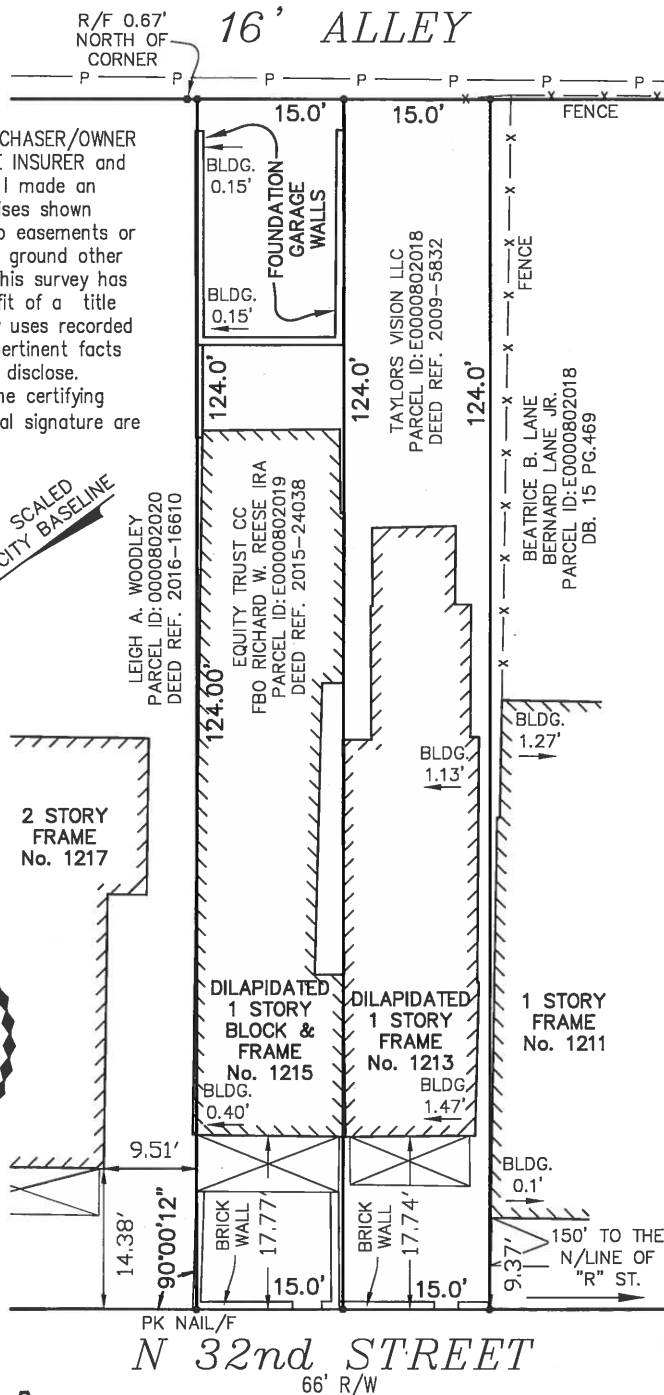 16' ALLEY
R/F 0.67'
NORTH OF
CORNER
P P P P P P P
15.0'
15.0'
FENCE
CHASER/OWNER
INSURER and
I made an
ises shown
easements or
ground other
his survey has
fit of a title
uses recorded
pertinent facts
disclose.
he certifying
al signature are
BLDG.
0.15'
FOUNDATION
GARAGE
WALLS
BLDG.
0.15'
FENCE
TAYLORS VISION LLC
PARCEL ID:E0000802018
DEED REF. 2009-5832
124.0'
124.0'
124.0'
BEATRICE B. LANE
BERNARD LANE JR.
PARCEL ID:E0000802018
DB. 15 PG.469
SCALED
CITY BASELINE
LEIGH A. WOODLEY
PARCEL ID:0000802020
DEED REF. 2016-16610
EQUITY TRUST CC
FBO RICHARD W. REESE IRA
PARCEL ID:E0000802019
DEED REF. 2015-24038
124.00'
BLDG.
1.27'
BLDG.
1.13'
2 STORY
FRAME
No. 1217
DILAPIDATED
1 STORY
BLOCK &
FRAME
No. 1215
DILAPIDATED
1 STORY
FRAME
No. 1213
1 STORY
FRAME
No. 1211
BLDG.
0.40'
BLDG.
1.47'
9.51'
BLDG.
0.1'
14.38'
90°00'12"
BRICK
WALL
17.77'
BRICK
WALL
17.74'
9.37'
150' TO THE
N/LINE OF
"R" ST.
15.0'
15.0'
PK NAIL/F
N 32nd STREET
66' R/W